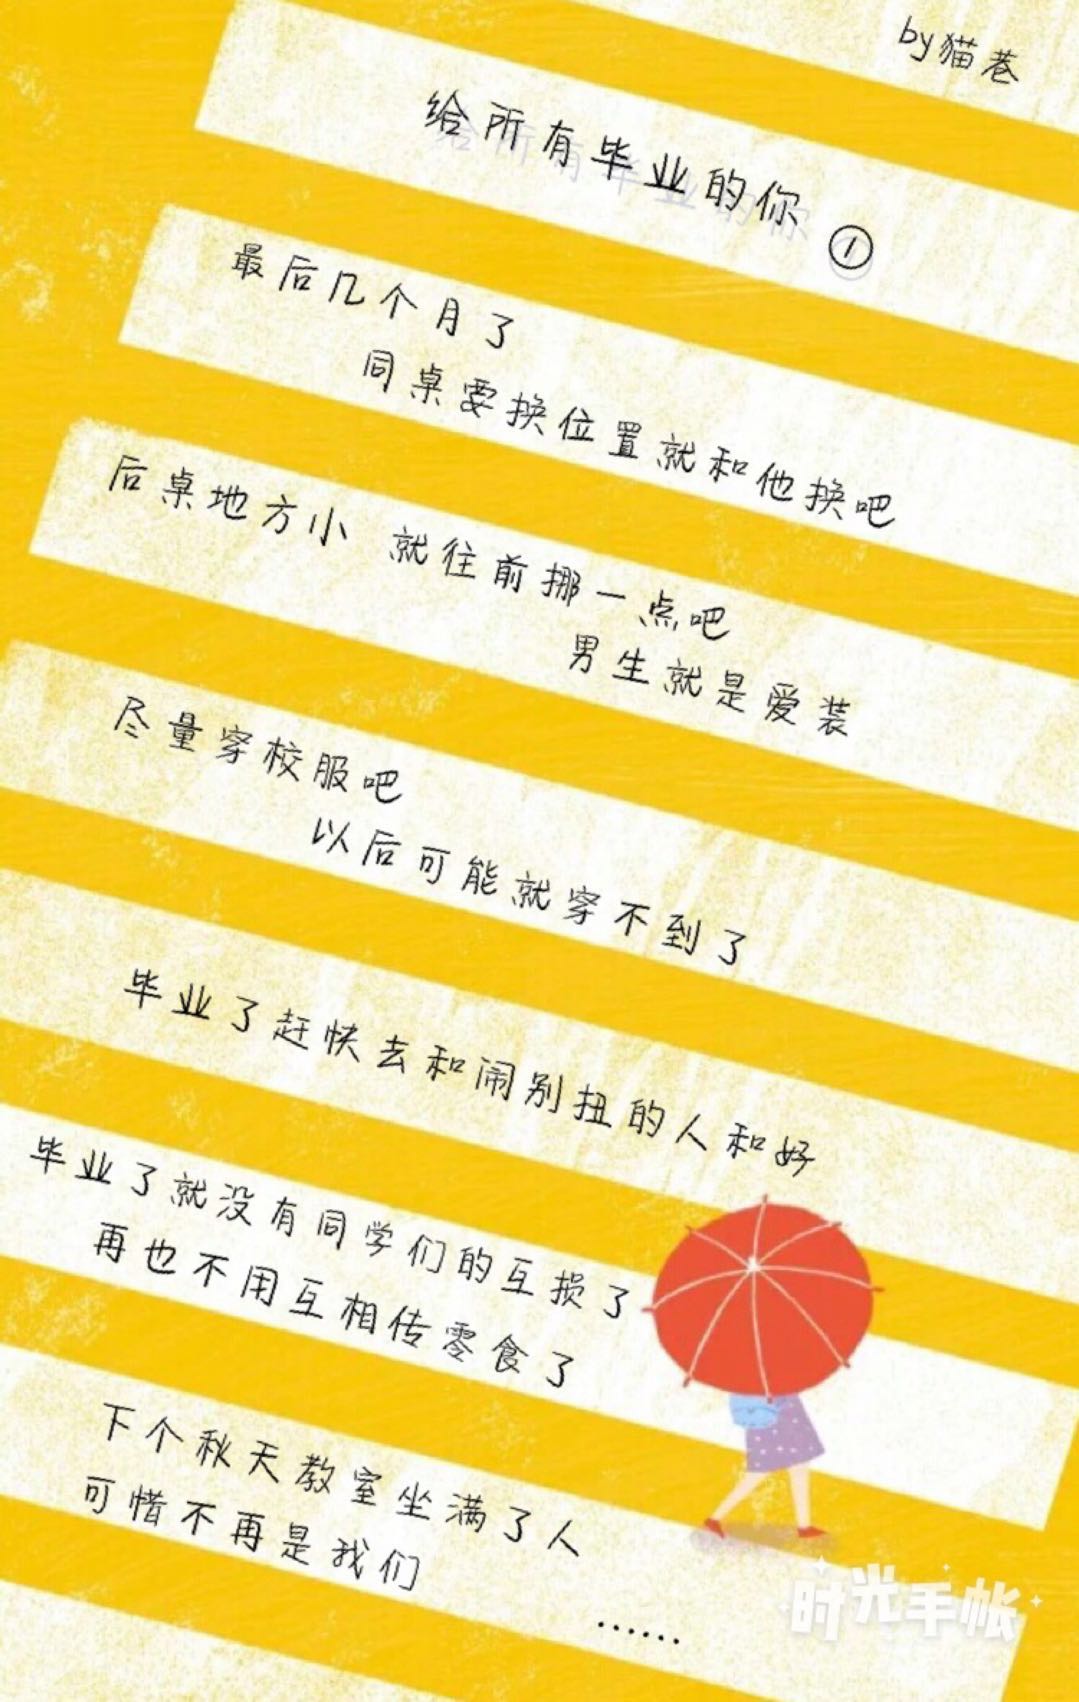 by猫巷
给所有毕业的你 ①
最后几个月了
同桌要换位置就和他换吧
后桌地方小 就往前挪一点吧
男生就是爱装
尽量穿校服吧
以后可能就穿不到了
毕业了赶快去和闹别扭的人和好
毕业了就没有同学们的互损了
再也不用互相传零食了
下个秋天教室坐满了人
可惜不再是我们
......
时光手帐